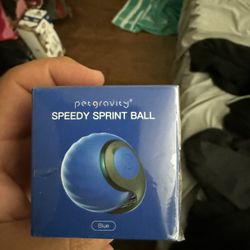 petgravity®
SPEEDY SPRINT BALL
Blue